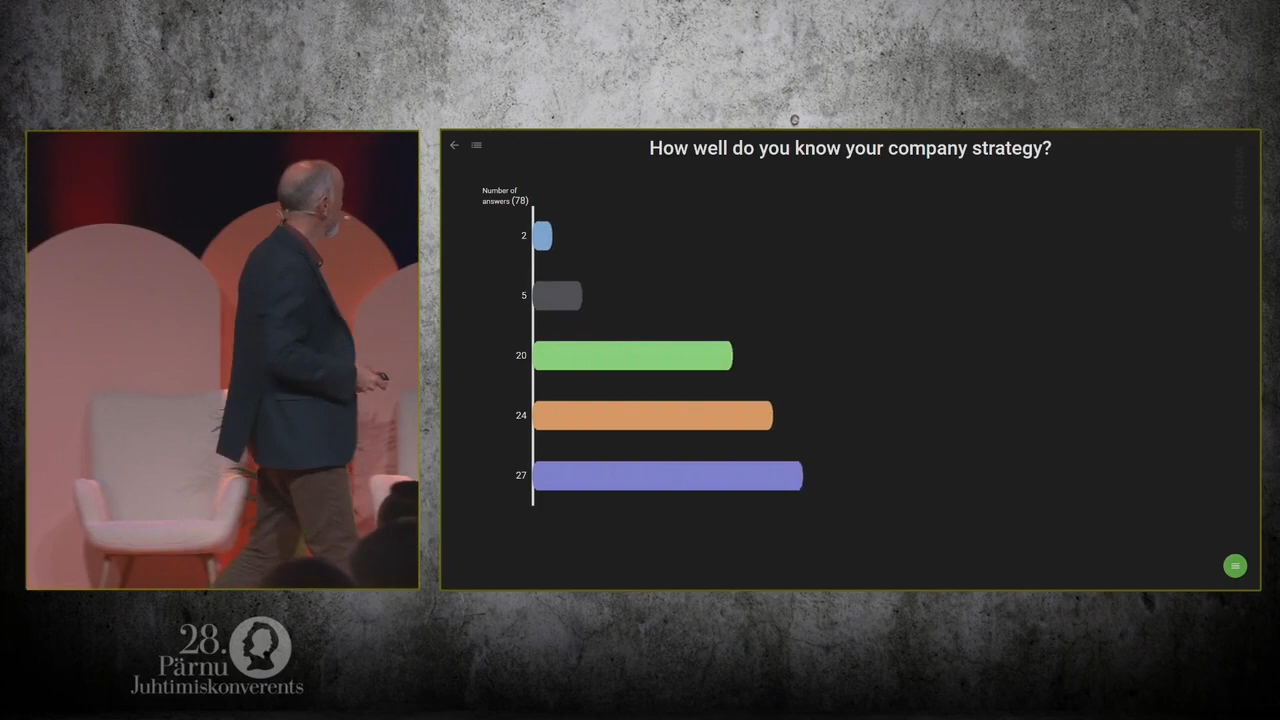 How well do you know your company strategy?
Number of
answers (78)
2
5
20
24
27
28.
Pärnu
Juhtimiskonverents